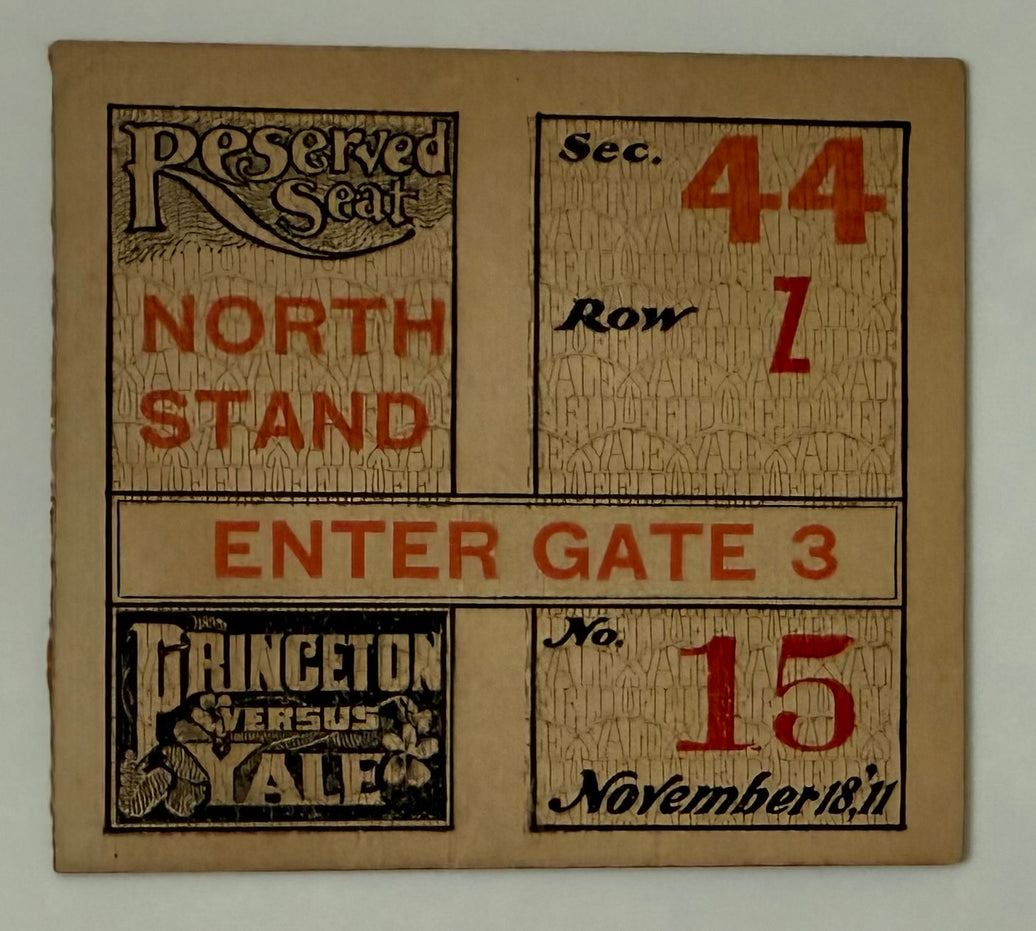 Reserved
Seat
NORTH
STAND
Sec. 44
Row Z
ENTER GATE 3
PRINCETON
VERSUS
YALE
No. 15
November 18, '11